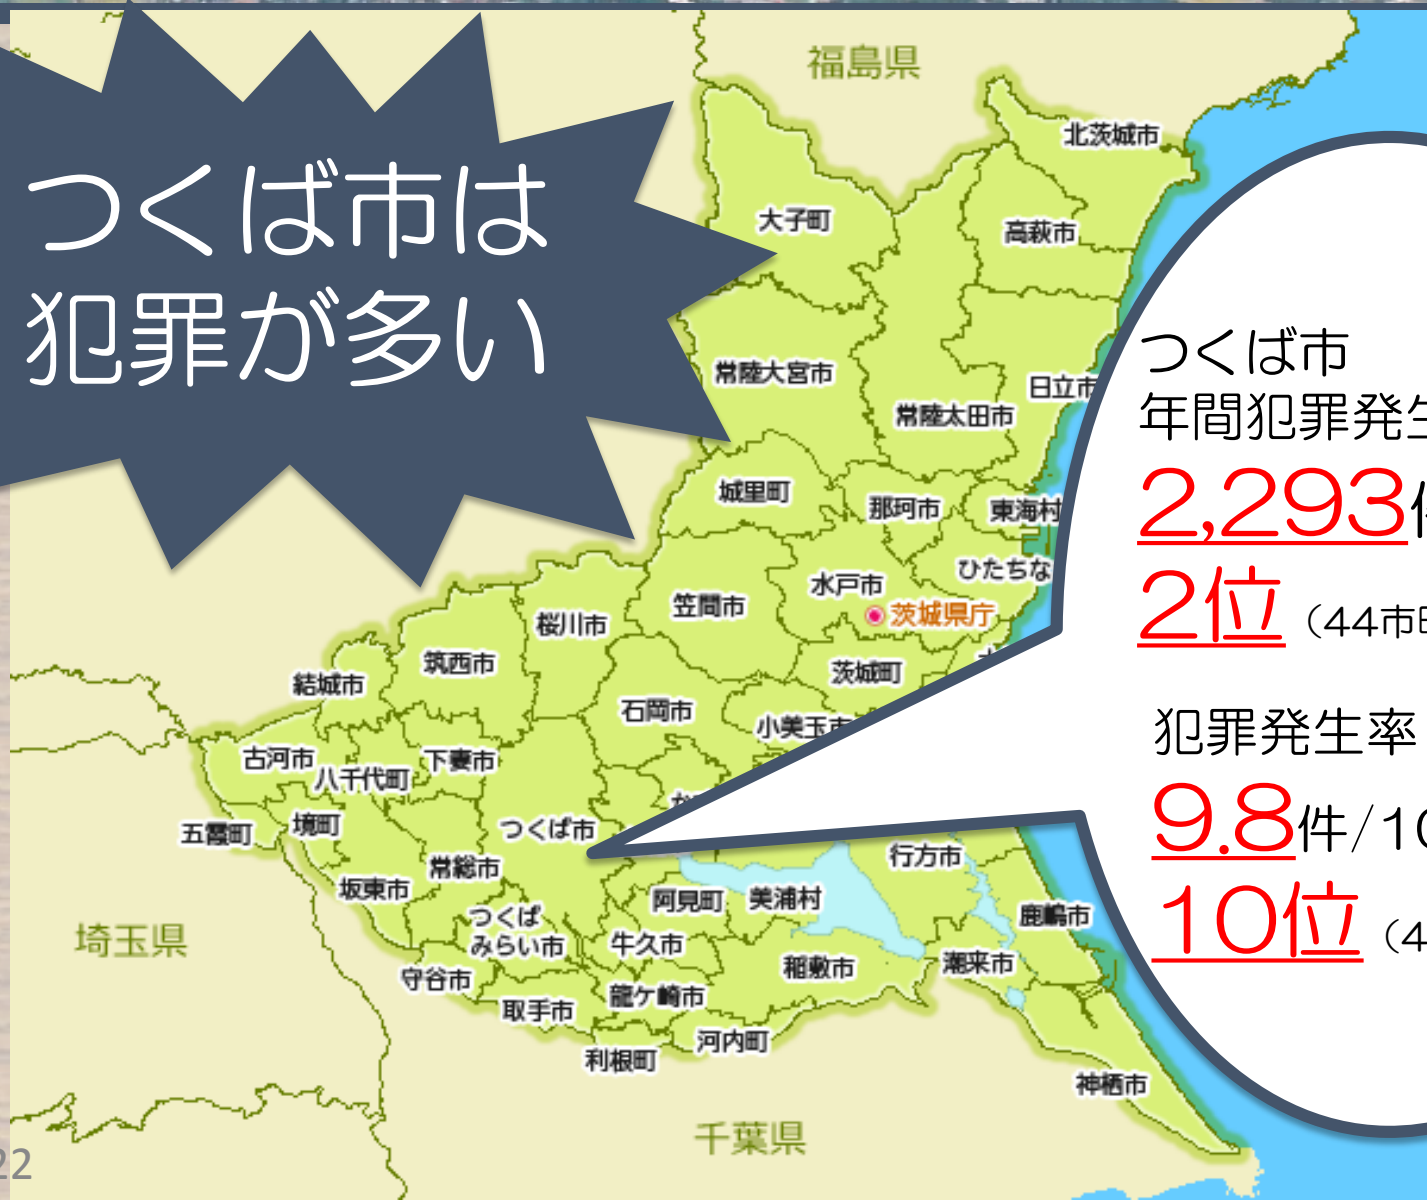 つくば市は
犯罪が多い
福島県
北茨城市
大子町
高萩市
常陸大宮市
日立市
常陸太田市
城里町
那珂市
東海村
ひたちな
水戸市
茨城県庁
笠間市
桜川市
筑西市
結城市
茨城町
石岡市
小美玉市
古河市
八千代町
下妻市
五霞町
境町
つくば市
常総市
坂東市
行方市
阿見町
美浦村
つくば
みらい市
牛久市
鹿嶋市
守谷市
稲敷市
潮来市
取手市
龍ケ崎市
利根町
河内町
神栖市
埼玉県
千葉県
つくば市
年間犯罪発生
2,293件
2位（44市町
犯罪発生率
9.8件/10
10位（4
22